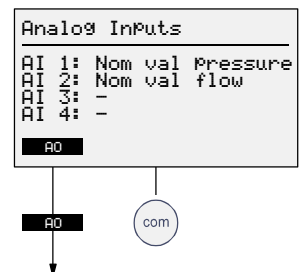 Analog Inputs
AI 1: Nom val pressure
AI 2: Nom val flow
AI 3: -
AI 4: -
AO
AO
com